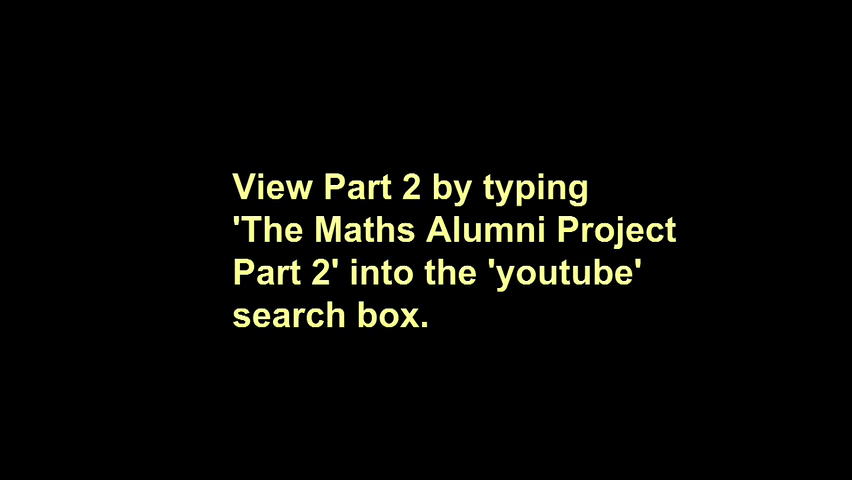 View Part 2 by typing
'The Maths Alumni Project
Part 2' into the 'youtube'
search box.